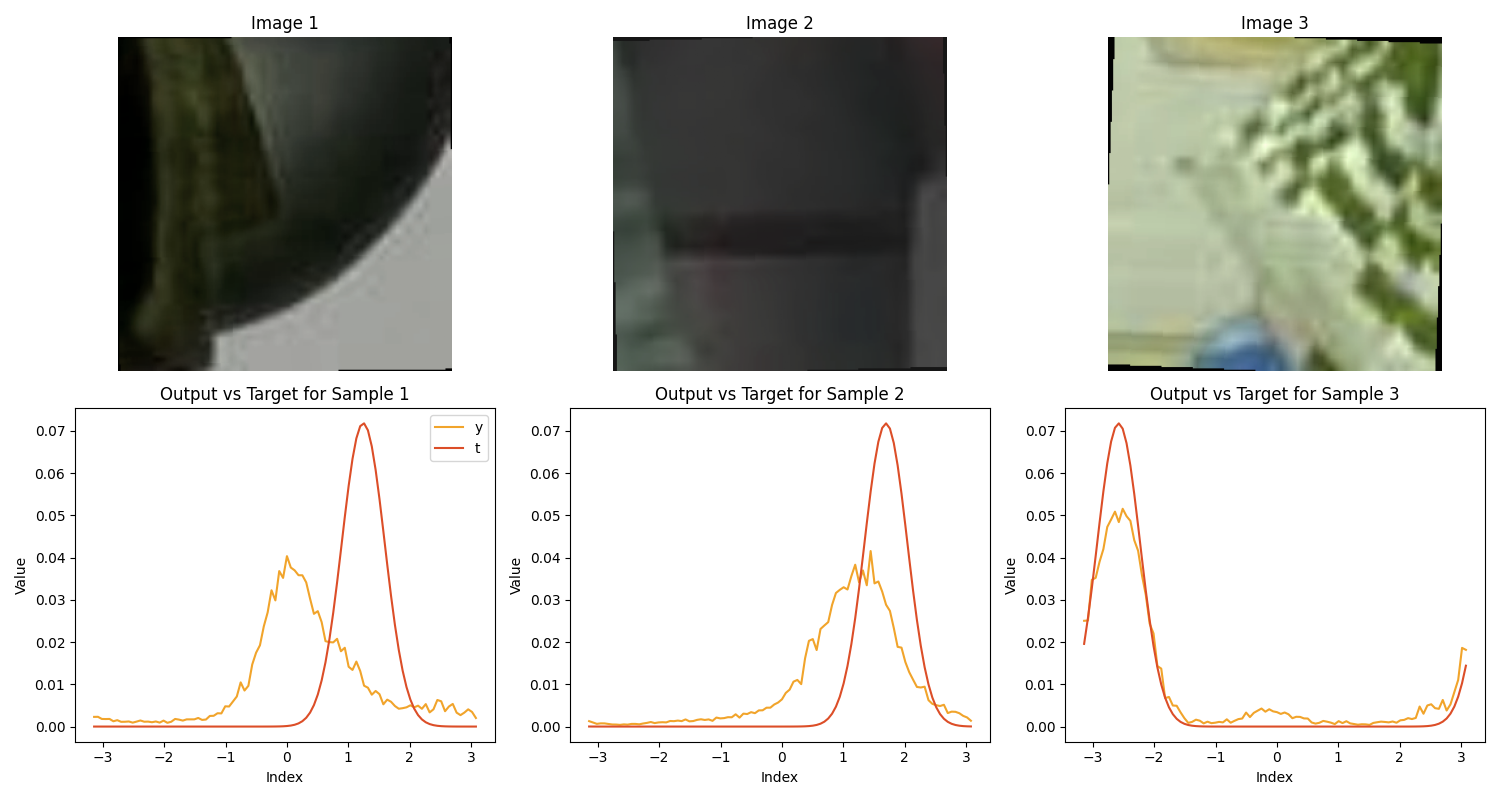 Image 1
Image 2
Image 3
Output vs Target for Sample 1
Output vs Target for Sample 2
Output vs Target for Sample 3
y
t
Value
0.07
0.06
0.05
0.04
0.03
0.02
0.01
0.00
−3 −2 −1 0 1 2 3
Index
Value
0.07
0.06
0.05
0.04
0.03
0.02
0.01
0.00
−3 −2 −1 0 1 2 3
Index
Value
0.07
0.06
0.05
0.04
0.03
0.02
0.01
0.00
−3 −2 −1 0 1 2 3
Index